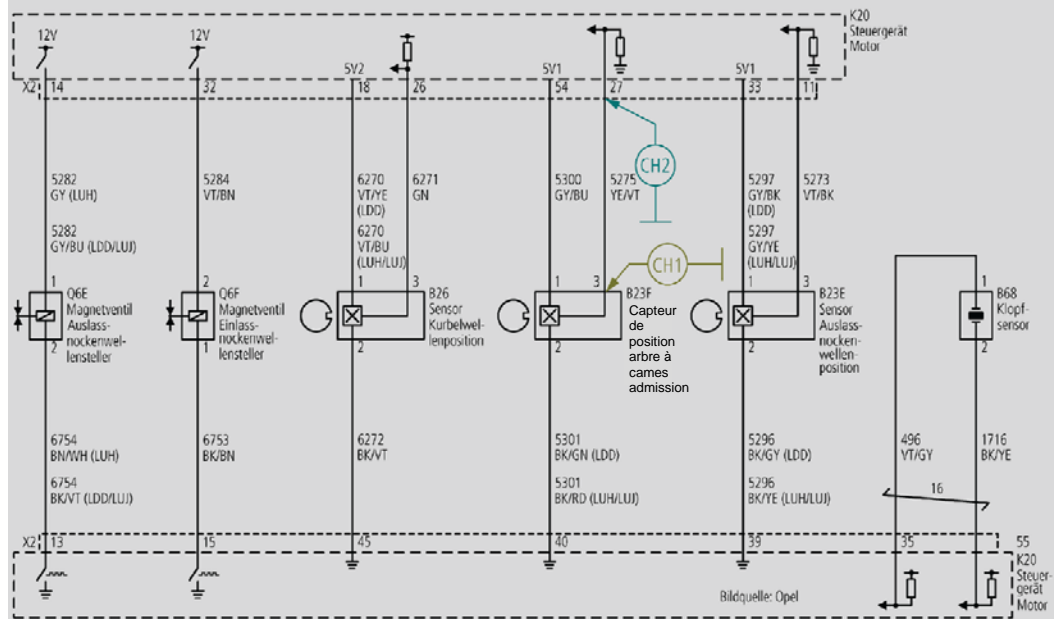 K20
Steuergerät
Motor
12V
12V
5V2
5V1
5V1
X2
14
32
18
26
54
27
33
11
CH2
5282
GY (LUH)
5282
GY/BU (LDD/LUJ)
5284
VT/BN
6270
VT/YE
(LDD)
6270
VT/BU
(LUH/LUJ)
6271
GN
5300
GY/BU
5275
YE/VT
5297
GY/BK
(LDD)
5297
GY/YE
(LUH/LUJ)
5273
VT/BK
CH1
1
Q6E
Magnetventil
Auslass-
nockenwel-
lensteller
2
2
Q6F
Magnetventil
Einlass-
nockenwel-
lensteller
1
1
3
B26
Sensor
Kurbelwel-
lenposition
2
1
3
B23F
Capteur
de
position
arbre à
cames
admission
2
1
3
B23E
Sensor
Auslass-
nocken-
wellen-
position
2
1
B68
Klopf-
sensor
2
6754
BN/WH (LUH)
6754
BK/VT (LDD/LUJ)
6753
BK/BN
6272
BK/VT
5301
BK/GN (LDD)
5301
BK/RD (LUH/LUJ)
5296
BK/GY (LDD)
5296
BK/YE (LUH/LUJ)
496
VT/GY
1716
BK/YE
16
X2
13
15
45
40
39
35
55
K20
Steuer-
gerät
Motor
Bildquelle: Opel